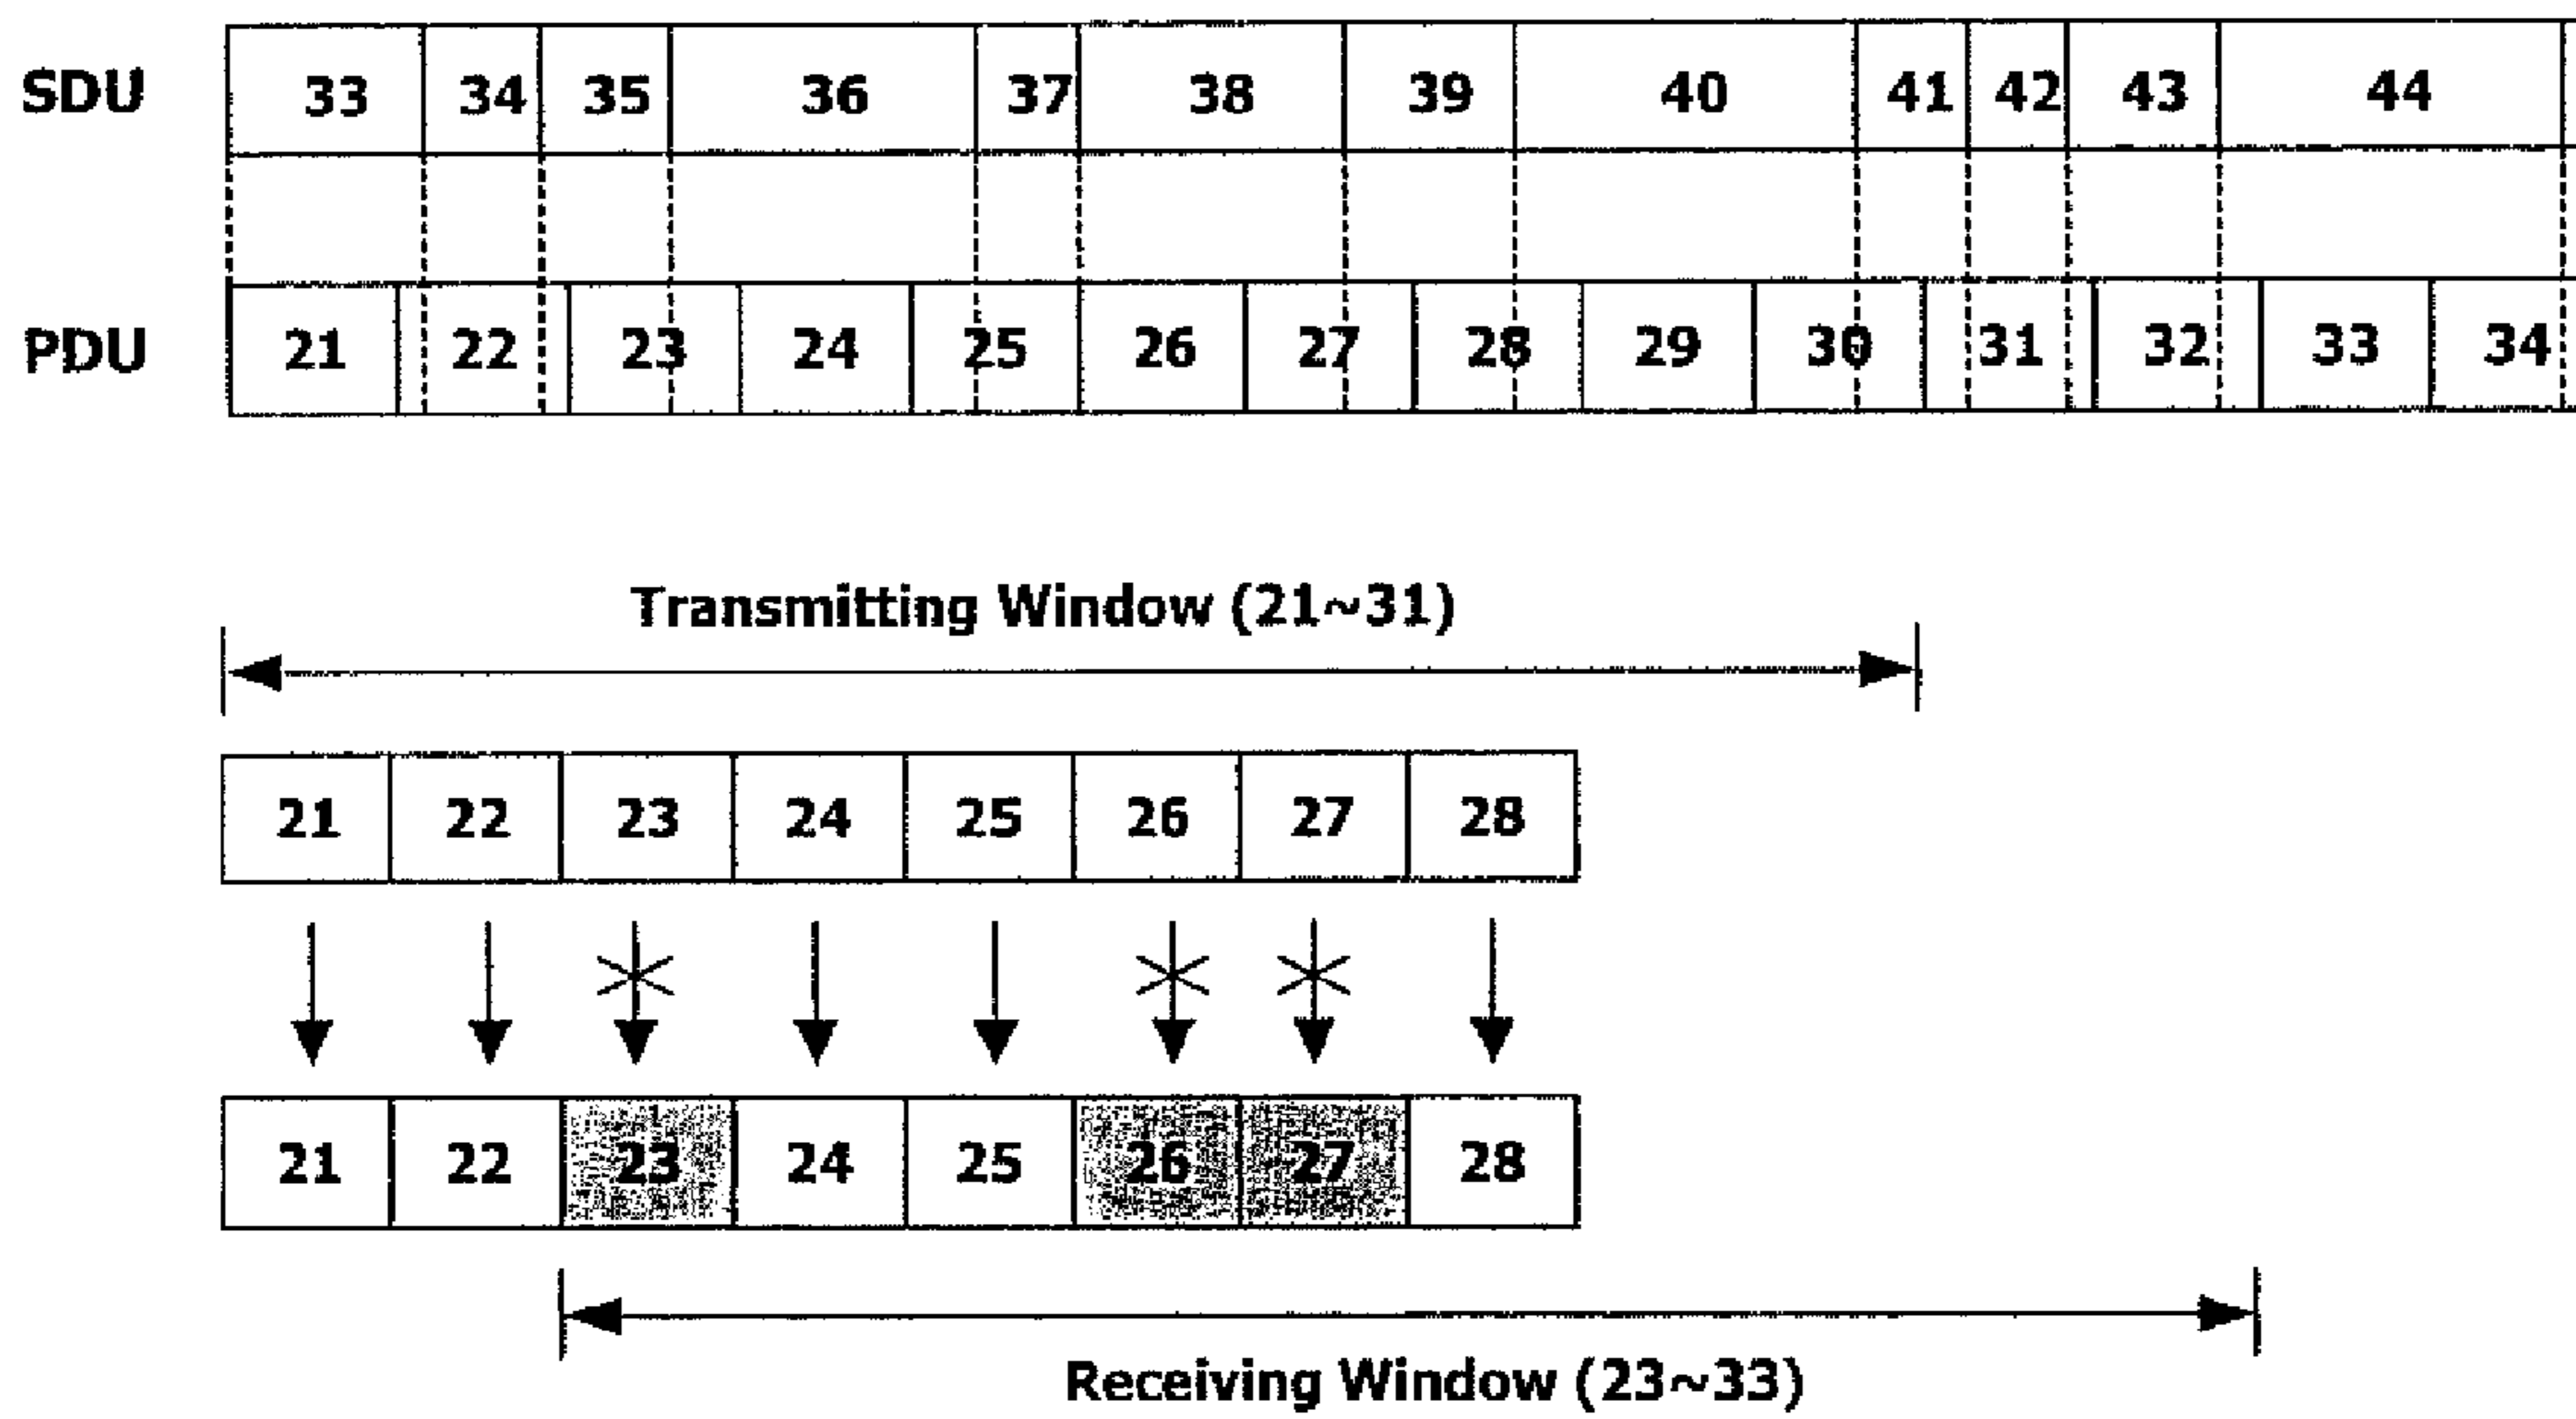 SDU 33 34 35 36 37 38 39 40 41 42 43 44
PDU 21 22 23 24 25 26 27 28 29 30 31 32 33 34
Transmitting Window (21~31)
21 22 23 24 25 26 27 28
21 22 23 24 25 26 27 28
Receiving Window (23~33)